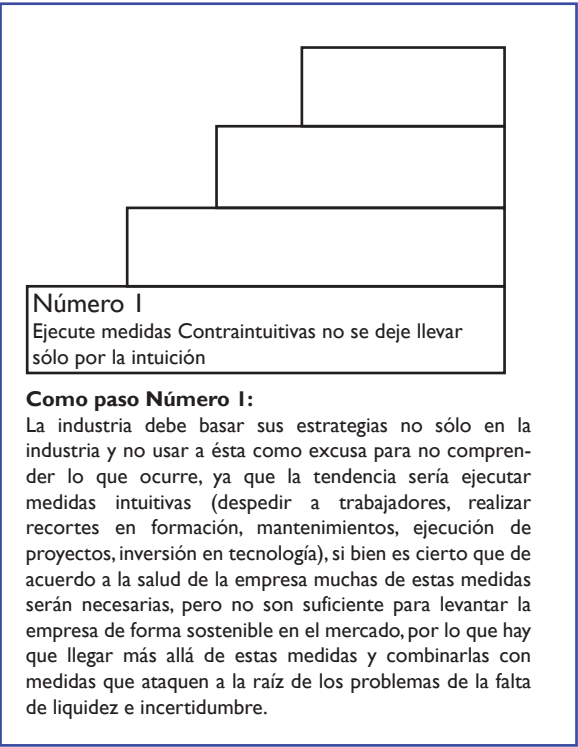 Número 1
Ejecute medidas Contraintuitivas no se deje llevar
sólo por la intuición
Como paso Número 1:
La industria debe basar sus estrategias no sólo en la
industria y no usar a ésta como excusa para no compren-
der lo que ocurre, ya que la tendencia sería ejecutar
medidas intuitivas (despedir a trabajadores, realizar
recortes en formación, mantenimientos, ejecución de
proyectos, inversión en tecnología), si bien es cierto que de
acuerdo a la salud de la empresa muchas de estas medidas
serán necesarias, pero no son suficiente para levantar la
empresa de forma sostenible en el mercado, por lo que hay
que llegar más allá de estas medidas y combinarlas con
medidas que ataquen a la raíz de los problemas de la falta
de liquidez e incertidumbre.